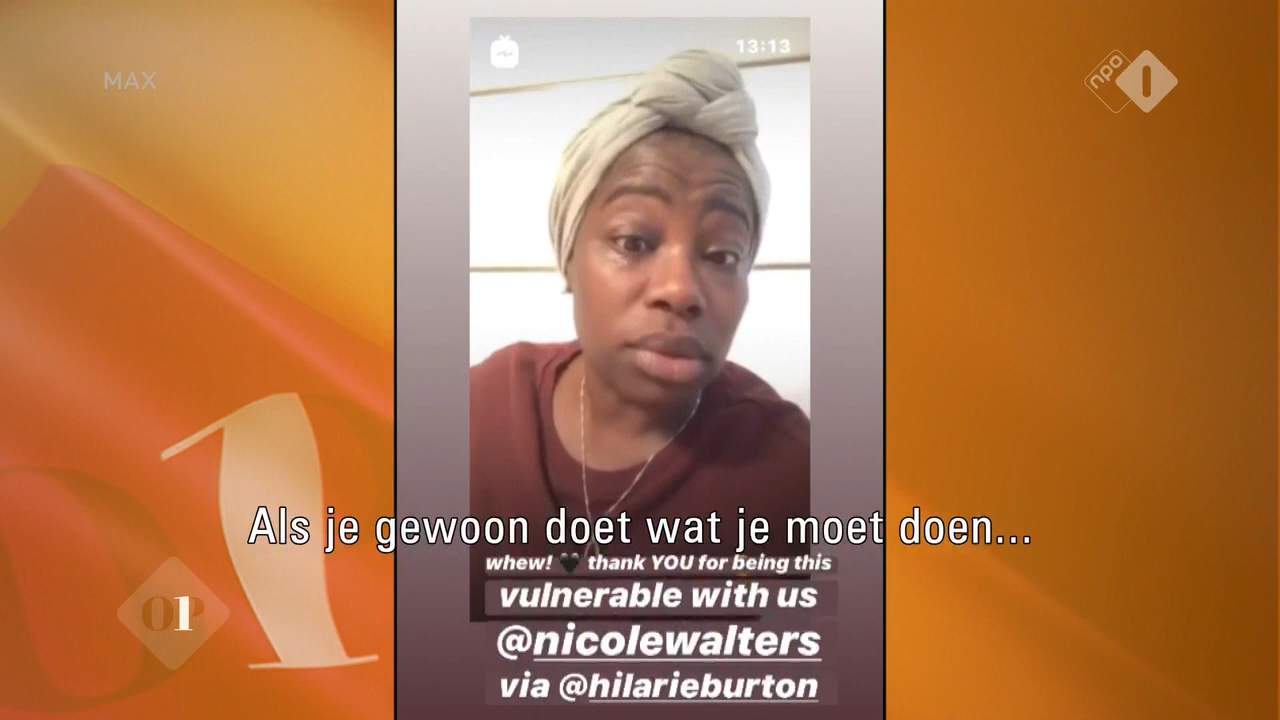 MAX
13:13
npo 1
Als je gewoon doet wat je moet doen...
whew! 🖤 thank YOU for being this
vulnerable with us
@nicolewalters
via @hilarieburton
OP1